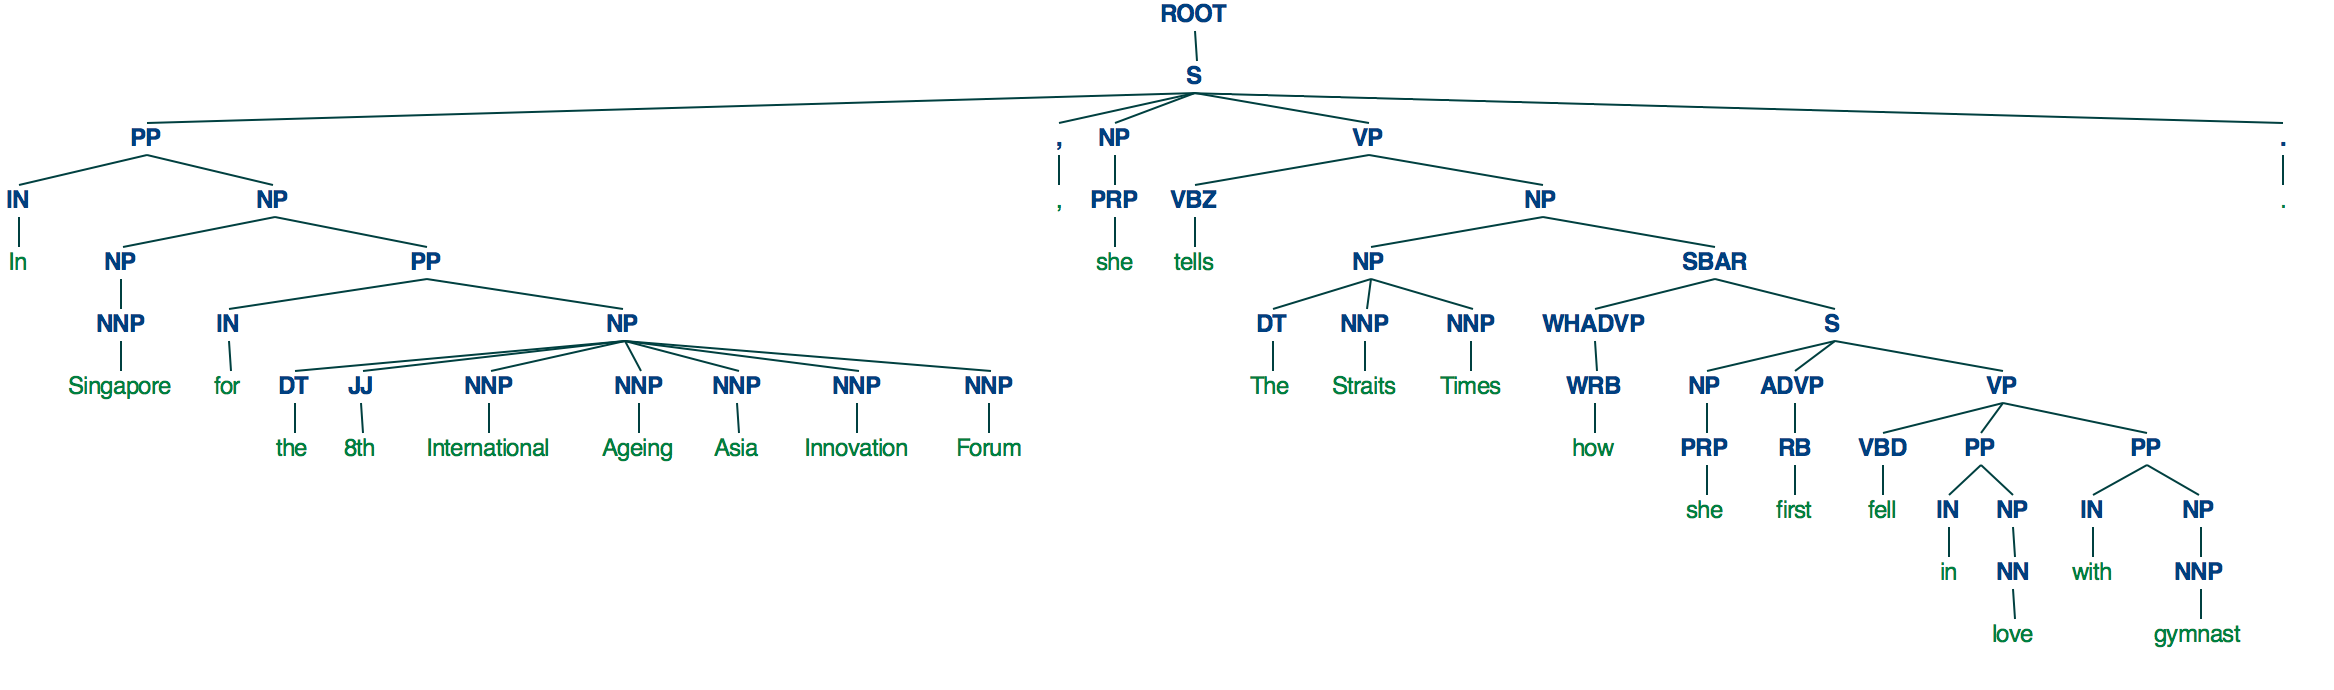 ROOT
S
PP , NP VP .
IN NP , PRP VBZ NP .
In NP PP she tells NP SBAR
NNP IN NP DT NNP NNP WHADVP S
Singapore for DT JJ NNP NNP NNP NNP NNP The Straits Times WRB NP ADVP VP
the 8th International Ageing Asia Innovation Forum how PRP RB VBD PP PP
she first fell IN NP IN NP
in NN with NNP
love gymnast